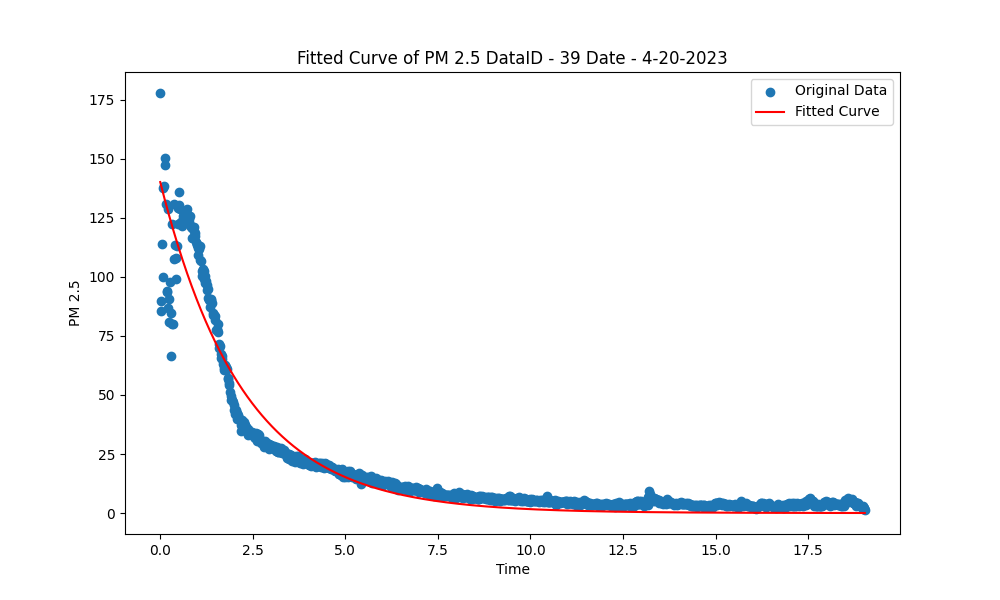 Fitted Curve of PM 2.5 DataID - 39 Date - 4-20-2023
Original Data
Fitted Curve
175
150
125
100
75
50
25
0
PM 2.5
0.0 2.5 5.0 7.5 10.0 12.5 15.0 17.5
Time